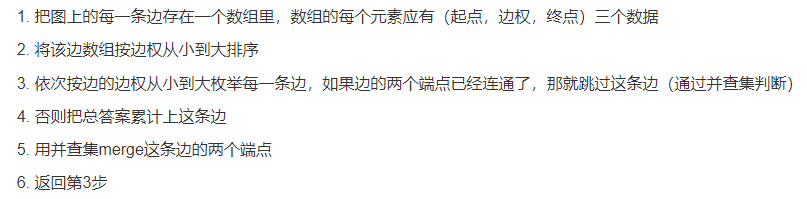 1. 把图上的每一条边存在一个数组里，数组的每个元素应有（起点，边权，终点）三个数据
2. 将该边数组按边权从小到大排序
3. 依次按边的边权从小到大枚举每一条边，如果边的两个端点已经连通了，那就跳过这条边（通过并查集判断）
4. 否则把总答案累计上这条边
5. 用并查集merge这条边的两个端点
6. 返回第3步